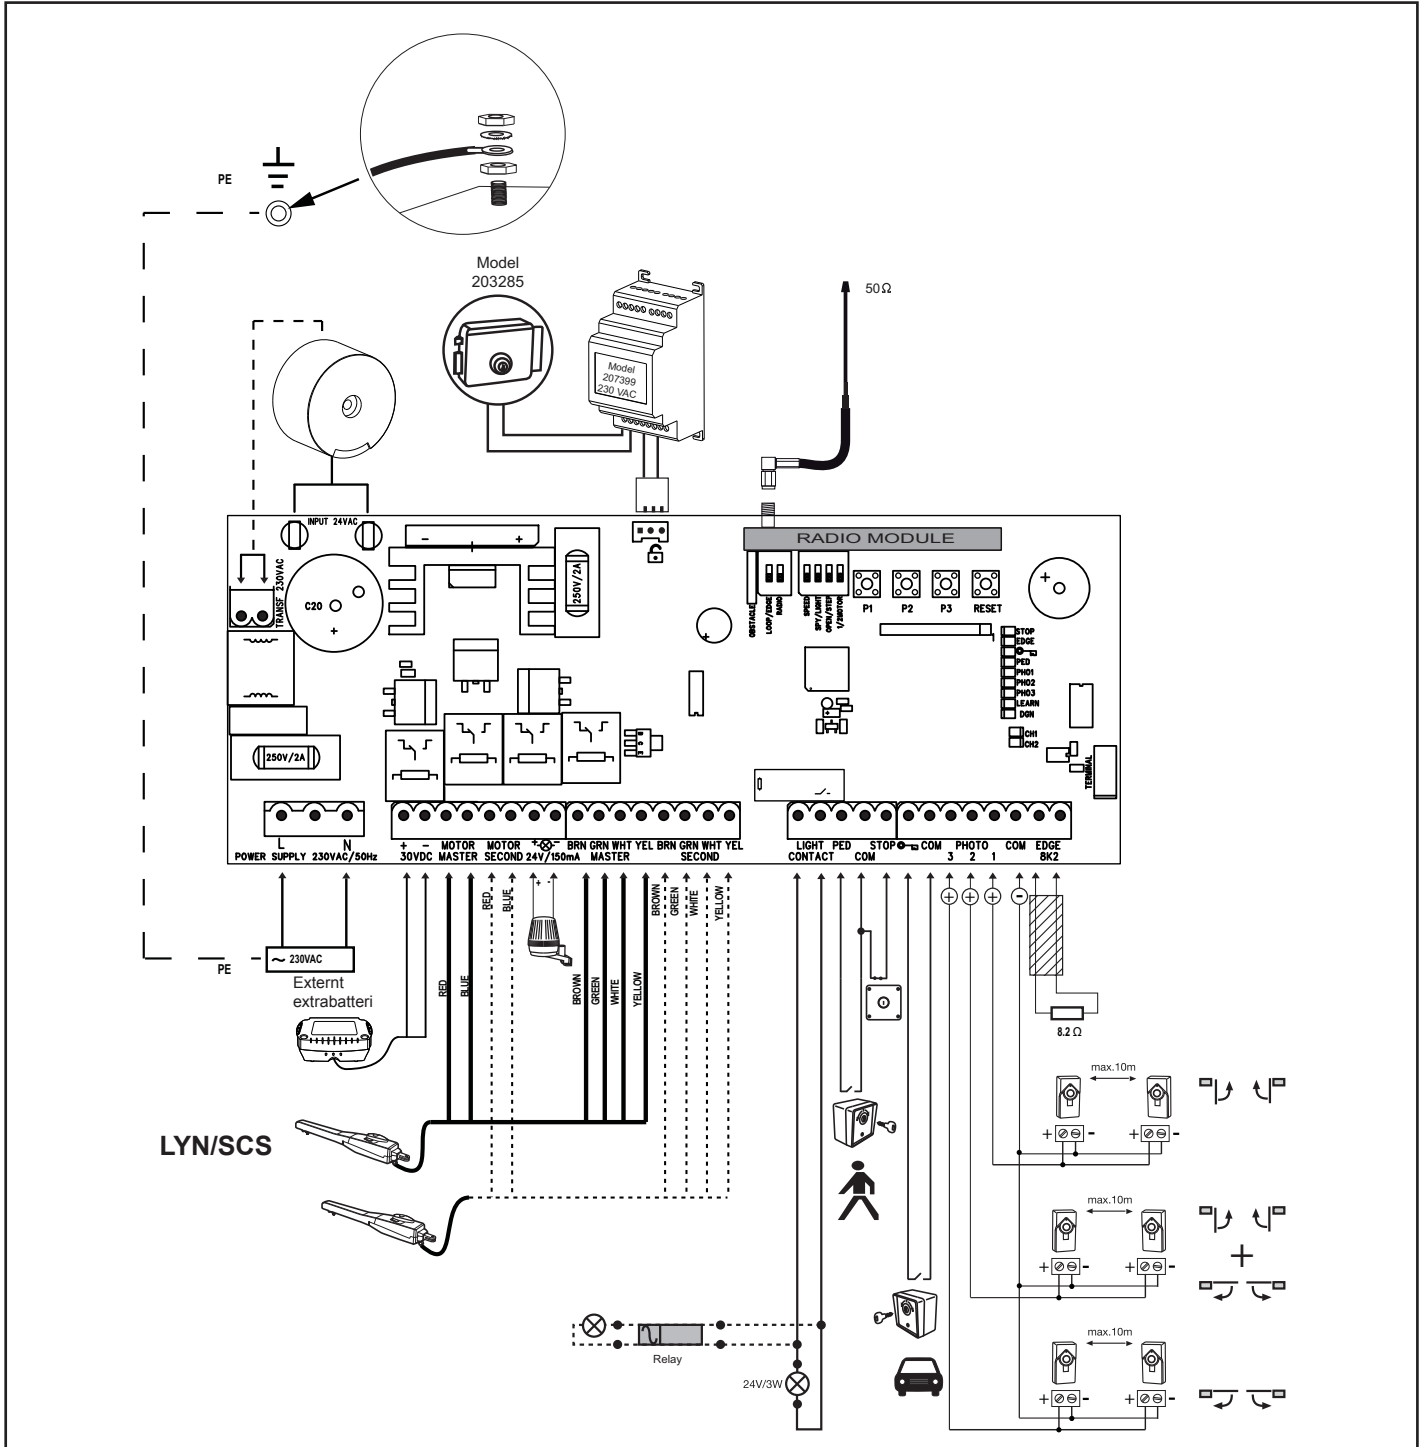 PE
Model
203285
50Ω
Model
207399
230 VAC
INPUT 24VAC
RADIO MODULE
TRANSF 230VAC
C20
+
-
+
250V/2A
OBSTACLE
LOOP/EDGE
RADIO
SPEED
SPY/LIGHT
OPEN/STEP
1/2MOTOR
P1
P2
P3
RESET
+
+
1
STOP
EDGE
PED
PHO1
PHO2
PHO3
LEARN
DGN
CH1
CH2
TERMINAL
B C E
250V/2A
L N
POWER SUPPLY 230VAC/50Hz
+ - MOTOR MOTOR + - BRN GRN WHT YEL BRN GRN WHT YEL
30VDC MASTER SECOND 24V/150mA MASTER SECOND
LIGHT PED STOP COM PHOTO COM EDGE
CONTACT COM 3 2 1 8K2
RED
BLUE
+ -
BROWN
GREEN
WHITE
YELLOW
+ + + -
PE
~ 230VAC
Externt
extrabatteri
RED
BLUE
BROWN
GREEN
WHITE
YELLOW
8.2 Ω
max.10m
+ - + -
LYN/SCS
max.10m
+
+ - + -
max.10m
Relay
24V/3W
+ - + -